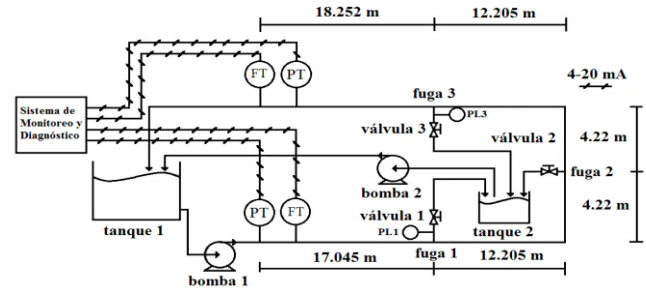 18.252 m
12.205 m
FT
PT
fuga 3
4-20 mA
Sistema de
Monitoreo y
Diagnóstico
PL3
válvula 3
válvula 2
4.22 m
fuga 2
bomba 2
PT
FT
válvula 1
4.22 m
tanque 1
PL1
tanque 2
bomba 1
fuga 1
17.045 m
12.205 m